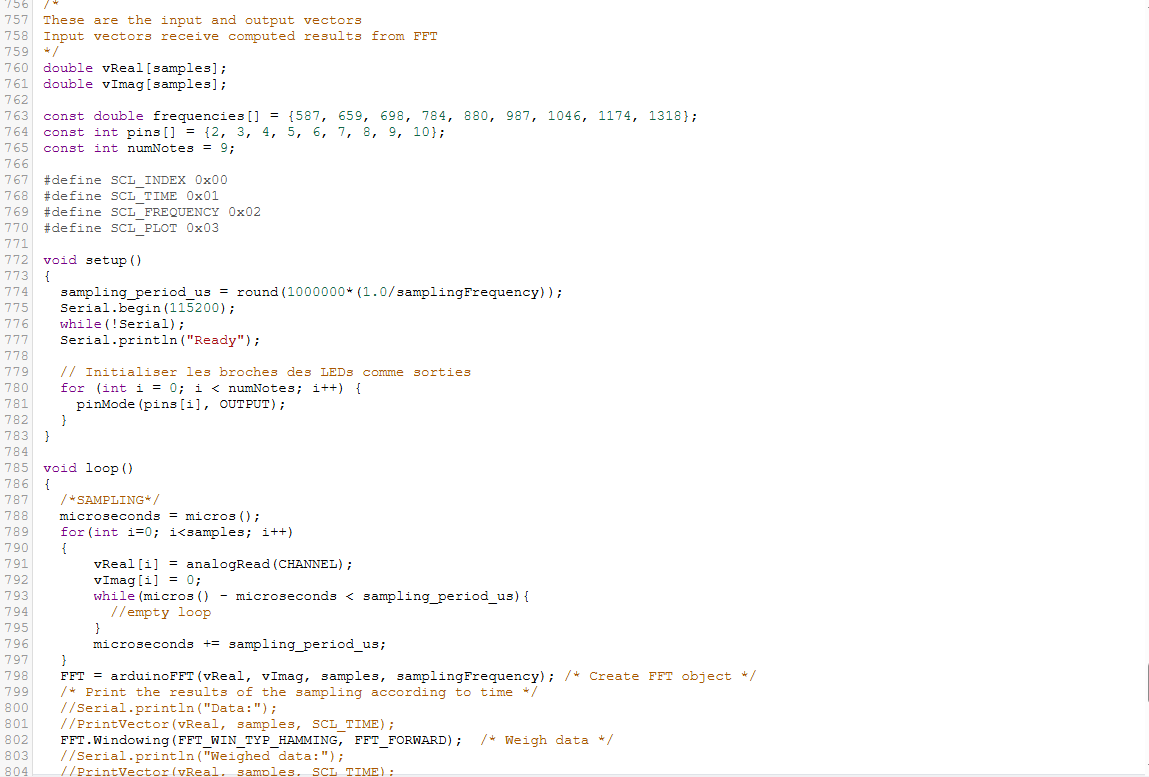 756 /*
757 These are the input and output vectors
758 Input vectors receive computed results from FFT
759 */
760 double vReal[samples];
761 double vImag[samples];
762
763 const double frequencies[] = {587, 659, 698, 784, 880, 987, 1046, 1174, 1318};
764 const int pins[] = {2, 3, 4, 5, 6, 7, 8, 9, 10};
765 const int numNotes = 9;
766
767 #define SCL_INDEX 0x00
768 #define SCL_TIME 0x01
769 #define SCL_FREQUENCY 0x02
770 #define SCL_PLOT 0x03
771
772 void setup()
773 {
774   sampling_period_us = round(1000000*(1.0/samplingFrequency));
775   Serial.begin(115200);
776   while(!Serial);
777   Serial.println("Ready");
778
779   // Initialiser les broches des LEDs comme sorties
780   for (int i = 0; i < numNotes; i++) {
781     pinMode(pins[i], OUTPUT);
782   }
783 }
784
785 void loop()
786 {
787   /*SAMPLING*/
788   microseconds = micros();
789   for(int i=0; i<samples; i++)
790   {
791       vReal[i] = analogRead(CHANNEL);
792       vImag[i] = 0;
793       while(micros() - microseconds < sampling_period_us){
794         //empty loop
795       }
796       microseconds += sampling_period_us;
797   }
798   FFT = arduinoFFT(vReal, vImag, samples, samplingFrequency); /* Create FFT object */
799   /* Print the results of the sampling according to time */
800   //Serial.println("Data:");
801   //PrintVector(vReal, samples, SCL_TIME);
802   FFT.Windowing(FFT_WIN_TYP_HAMMING, FFT_FORWARD);  /* Weigh data */
803   //Serial.println("Weighed data:");
804   //PrintVector(vReal, samples, SCL_TIME);